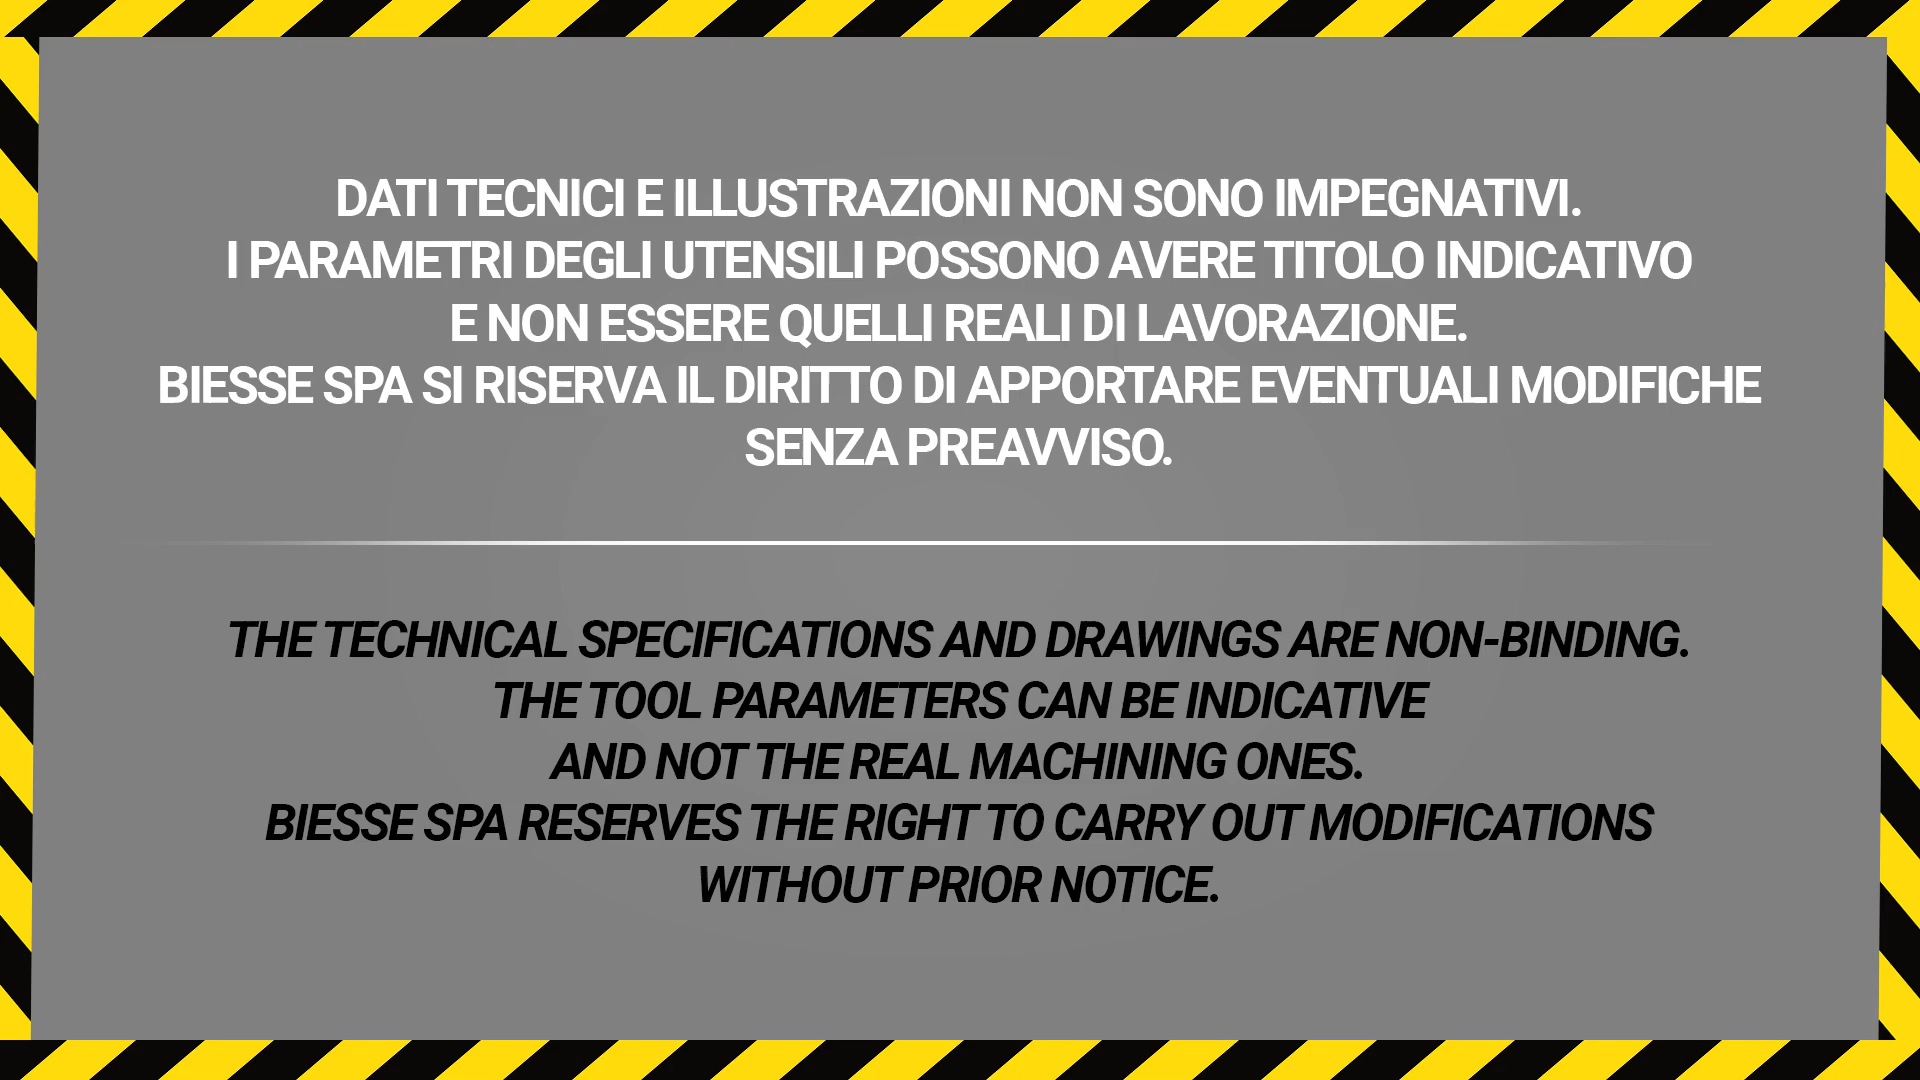 DATI TECNICI E ILLUSTRAZIONI NON SONO IMPEGNATIVI.
I PARAMETRI DEGLI UTENSILI POSSONO AVERE TITOLO INDICATIVO
E NON ESSERE QUELLI REALI DI LAVORAZIONE.
BIESSE SPA SI RISERVA IL DIRITTO DI APPORTARE EVENTUALI MODIFICHE
SENZA PREAVVISO.
THE TECHNICAL SPECIFICATIONS AND DRAWINGS ARE NON-BINDING.
THE TOOL PARAMETERS CAN BE INDICATIVE
AND NOT THE REAL MACHINING ONES.
BIESSE SPA RESERVES THE RIGHT TO CARRY OUT MODIFICATIONS
WITHOUT PRIOR NOTICE.